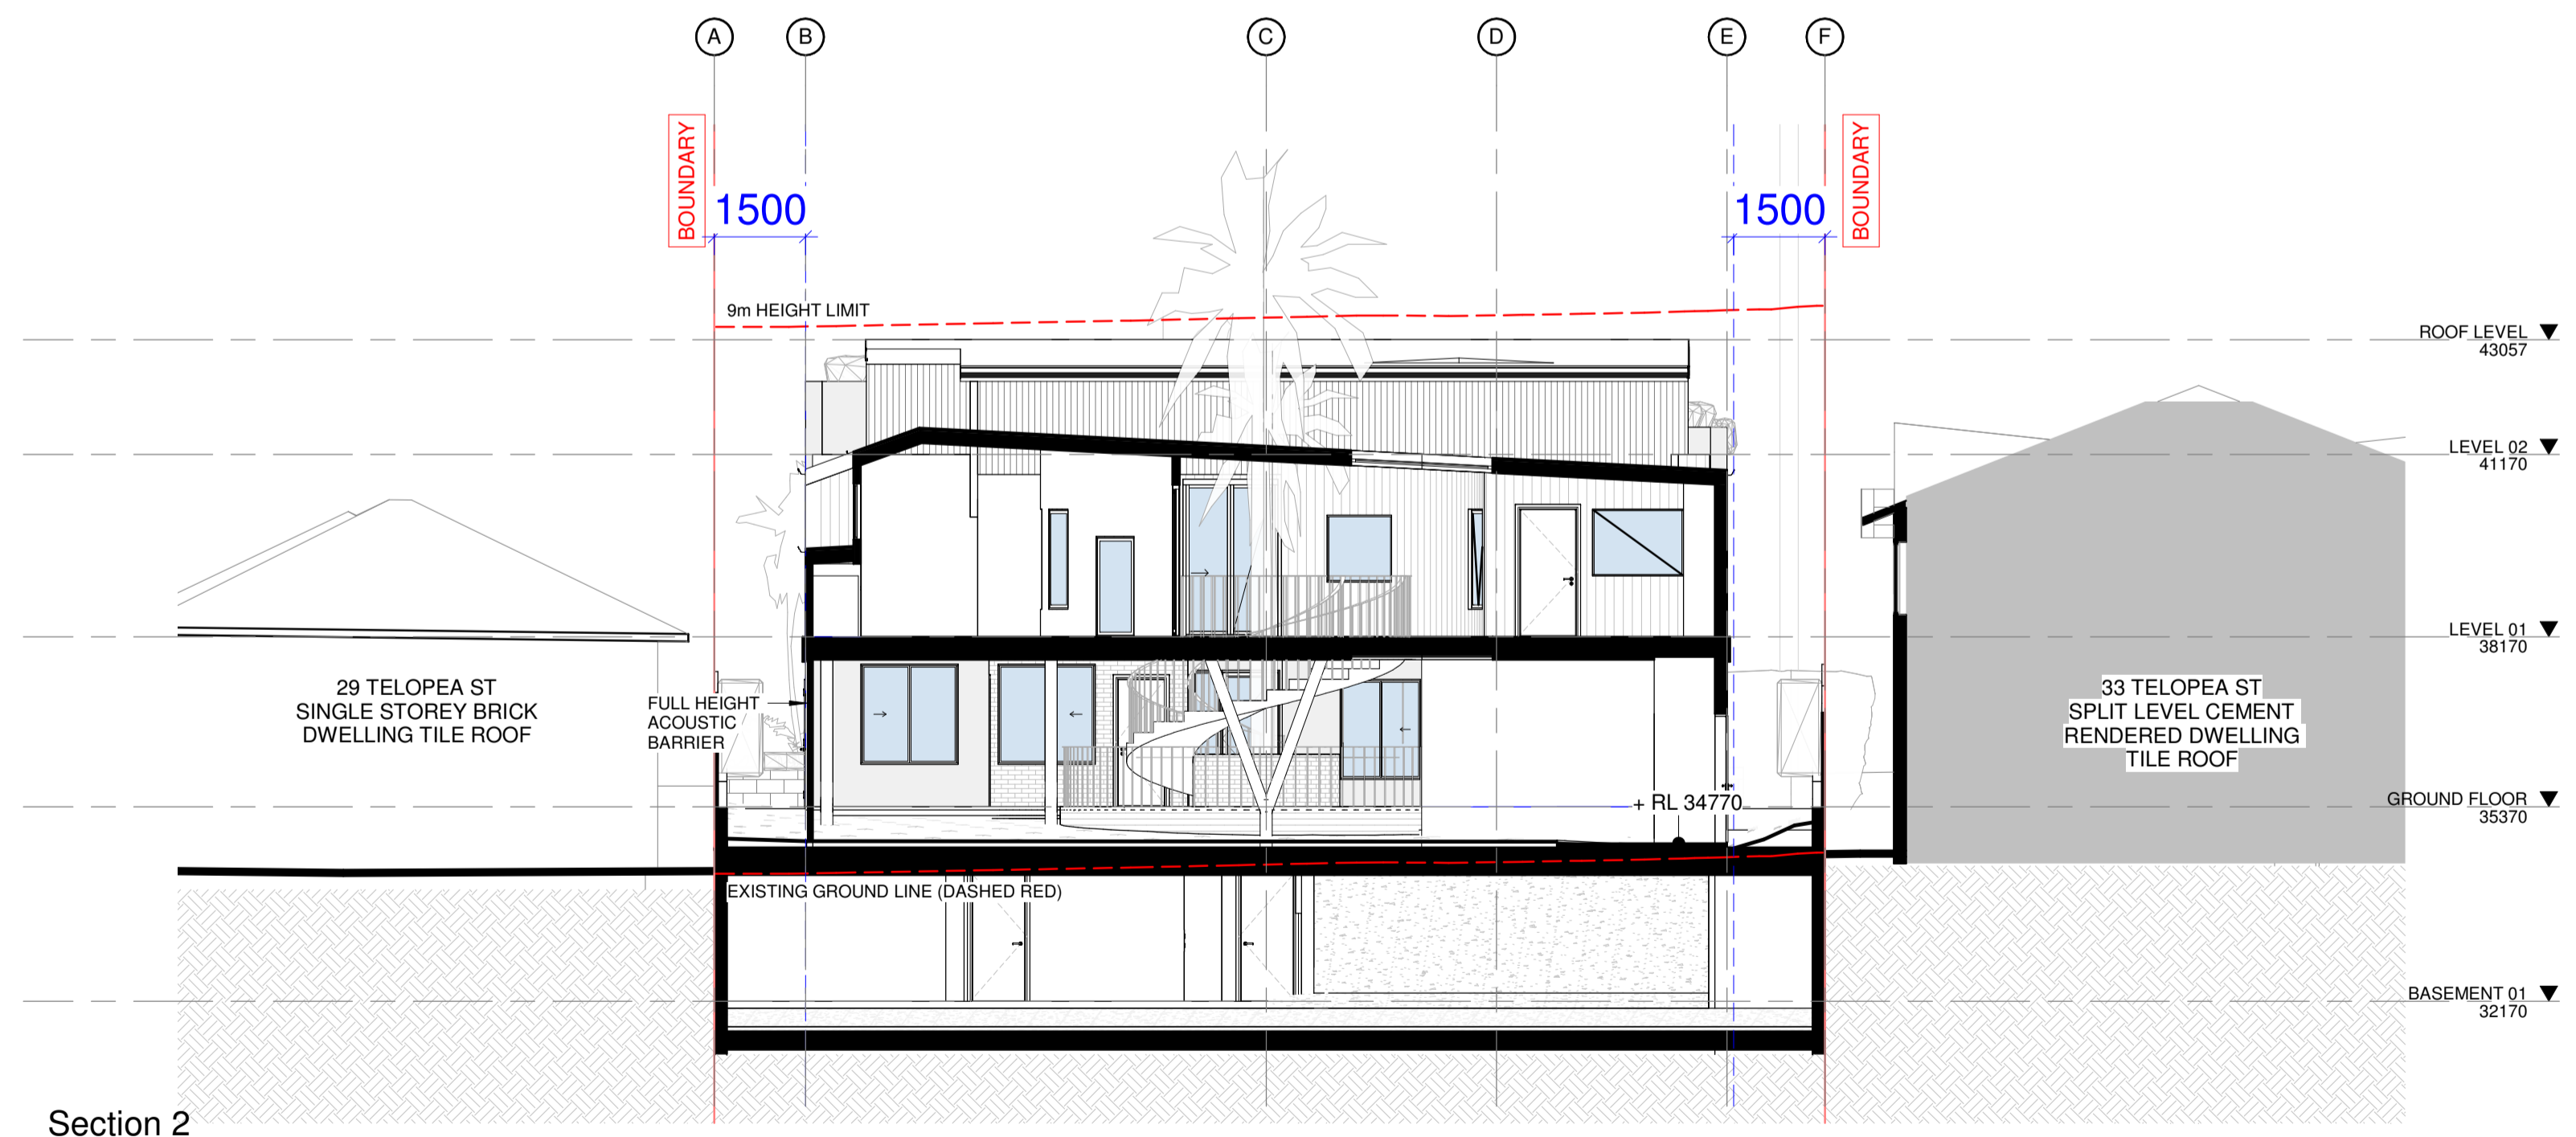 A
B
C
D
E
F
BOUNDARY
BOUNDARY
1500
1500
9m HEIGHT LIMIT
ROOF LEVEL
43057
LEVEL 02
41170
LEVEL 01
38170
29 TELOPEA ST
SINGLE STOREY BRICK
DWELLING TILE ROOF
FULL HEIGHT
ACOUSTIC
BARRIER
33 TELOPEA ST
SPLIT LEVEL CEMENT
RENDERED DWELLING
TILE ROOF
+ RL 34770
GROUND FLOOR
35370
EXISTING GROUND LINE (DASHED RED)
BASEMENT 01
32170
Section 2